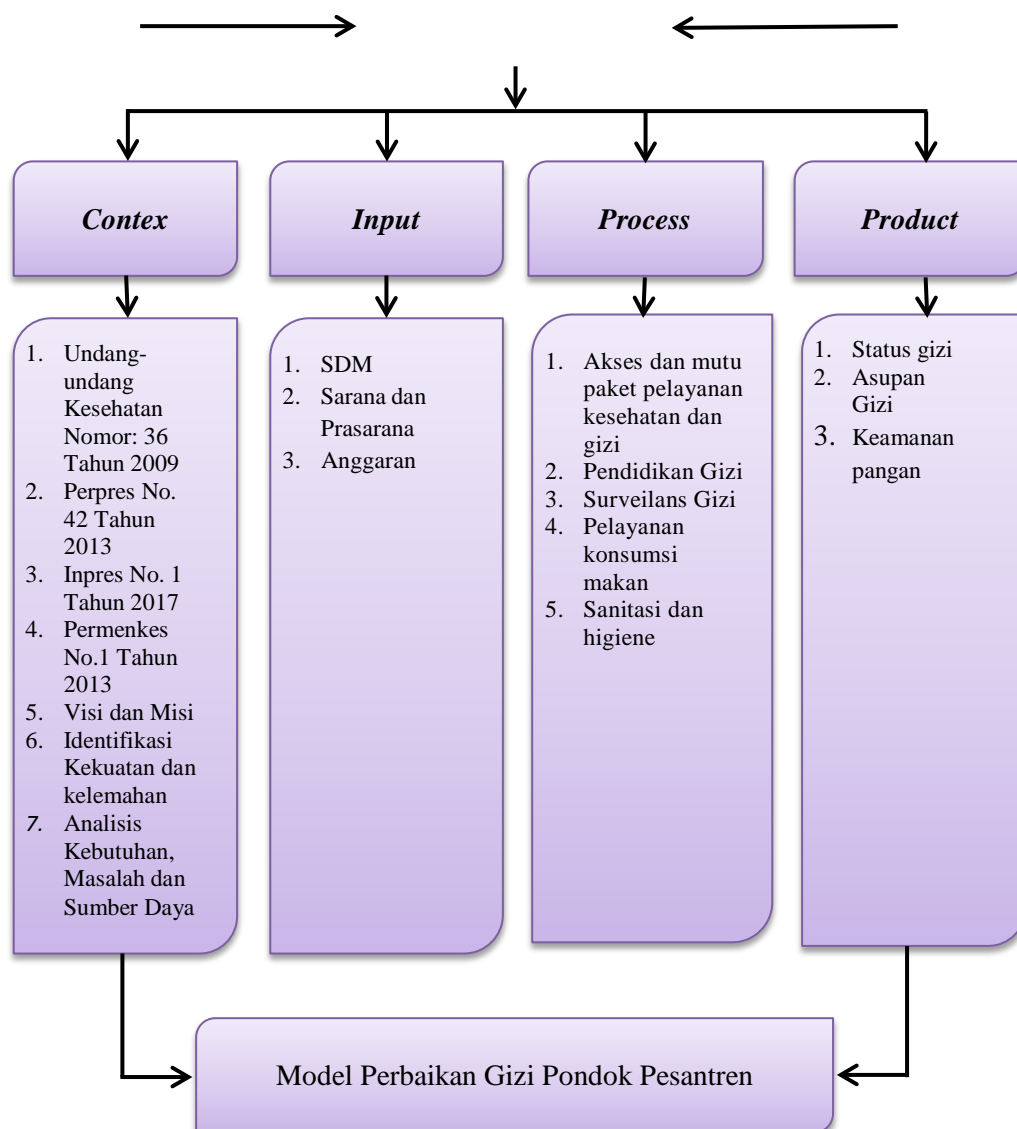 Contex
Input
Process
Product
1. Undang-
undang
Kesehatan
Nomor: 36
Tahun 2009
2. Perpres No.
42 Tahun
2013
3. Inpres No. 1
Tahun 2017
4. Permenkes
No.1 Tahun
2013
5. Visi dan Misi
6. Identifikasi
Kekuatan dan
kelemahan
7. Analisis
Kebutuhan,
Masalah dan
Sumber Daya
1. SDM
2. Sarana dan
Prasarana
3. Anggaran
1. Akses dan mutu
paket pelayanan
kesehatan dan
gizi
2. Pendidikan Gizi
3. Surveilans Gizi
4. Pelayanan
konsumsi
makan
5. Sanitasi dan
higiene
1. Status gizi
2. Asupan
Gizi
3. Keamanan
pangan
Model Perbaikan Gizi Pondok Pesantren